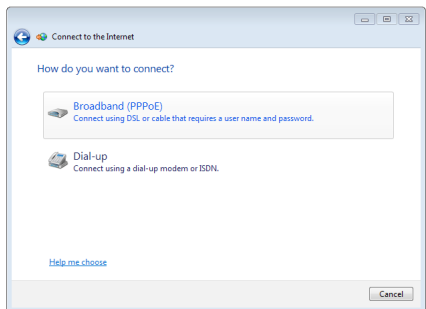 Connect to the Internet
How do you want to connect?
Broadband (PPPoE)
Connect using DSL or cable that requires a user name and password.
Dial-up
Connect using a dial-up modem or ISDN.
Help me choose
Cancel